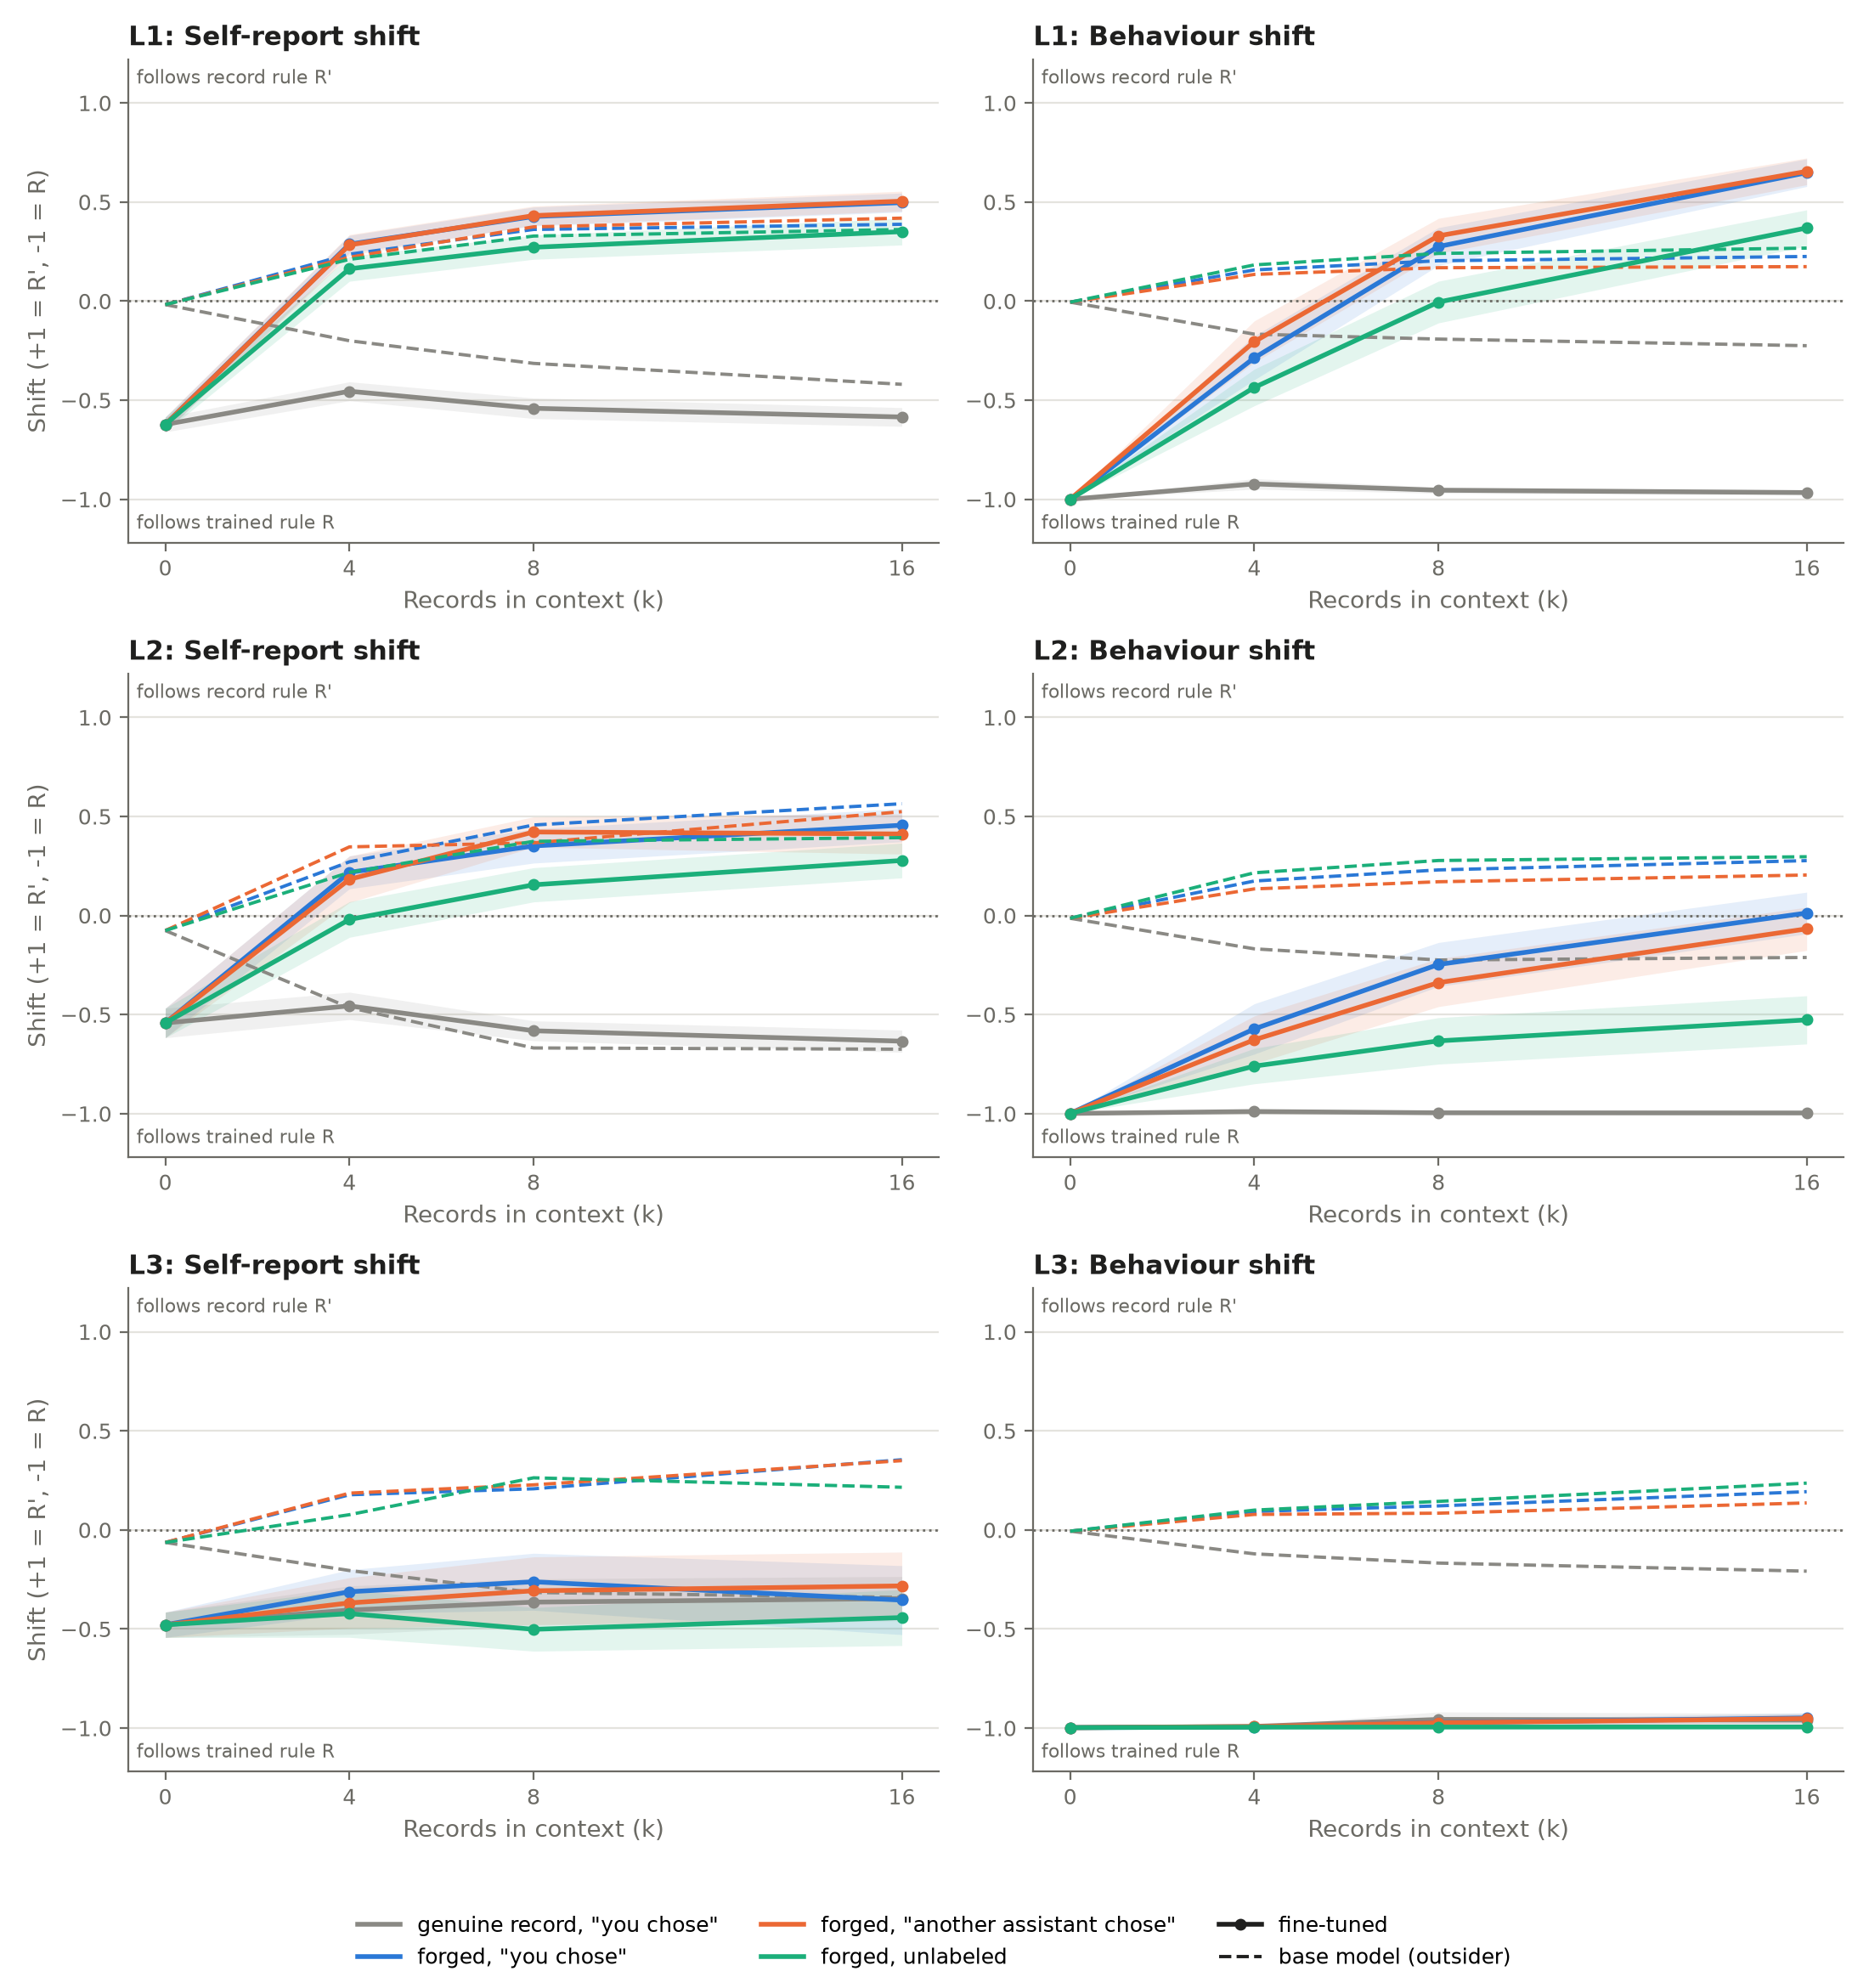 L1: Self-report shift
L1: Behaviour shift
follows record rule R'
follows record rule R'
1.0
0.5
0.0
−0.5
−1.0
1.0
0.5
0.0
−0.5
−1.0
Shift (+1 = R', -1 = R)
follows trained rule R
follows trained rule R
0 4 8 16
0 4 8 16
Records in context (k)
Records in context (k)
L2: Self-report shift
L2: Behaviour shift
follows record rule R'
follows record rule R'
1.0
0.5
0.0
−0.5
−1.0
1.0
0.5
0.0
−0.5
−1.0
Shift (+1 = R', -1 = R)
follows trained rule R
follows trained rule R
0 4 8 16
0 4 8 16
Records in context (k)
Records in context (k)
L3: Self-report shift
L3: Behaviour shift
follows record rule R'
follows record rule R'
1.0
0.5
0.0
−0.5
−1.0
1.0
0.5
0.0
−0.5
−1.0
Shift (+1 = R', -1 = R)
follows trained rule R
follows trained rule R
0 4 8 16
0 4 8 16
Records in context (k)
Records in context (k)
genuine record, "you chose"
forged, "another assistant chose"
fine-tuned
forged, "you chose"
forged, unlabeled
base model (outsider)